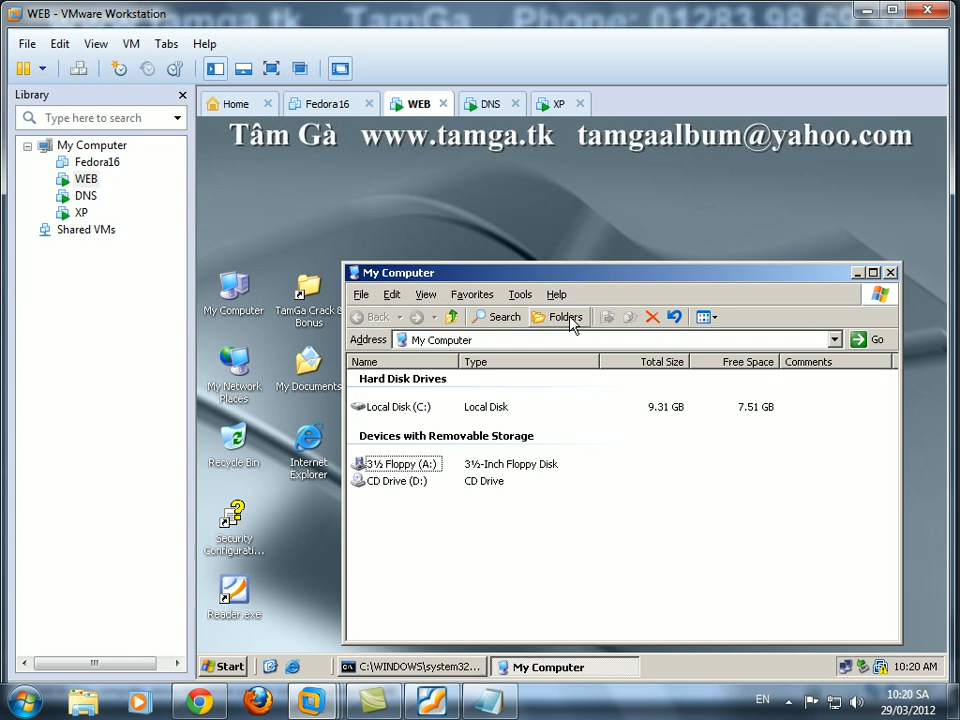 WEB - VMware Workstation
TamGa Phone: 01283.98.69
File Edit View VM Tabs Help
Library
Type here to search
Home Fedora16 WEB DNS XP
My Computer
Fedora16
WEB
DNS
XP
Shared VMs
Tâm Gà www.tamga.tk tamgaalbum@yahoo.com
My Computer
TamGa Crack & Bonus
My Network Places
My Documents
Recycle Bin
Internet Explorer
Security Configurati...
Readar.exe
My Computer
File Edit View Favorites Tools Help
Back Search Folders
Address My Computer Go
Name Type Total Size Free Space Comments
Hard Disk Drives
Local Disk (C:) Local Disk 9.31 GB 7.51 GB
Devices with Removable Storage
3½ Floppy (A:) 3½-Inch Floppy Disk
CD Drive (D:) CD Drive
Start C:\WINDOWS\system32... My Computer 10:20 AM
EN 10:20 SA
29/03/2012